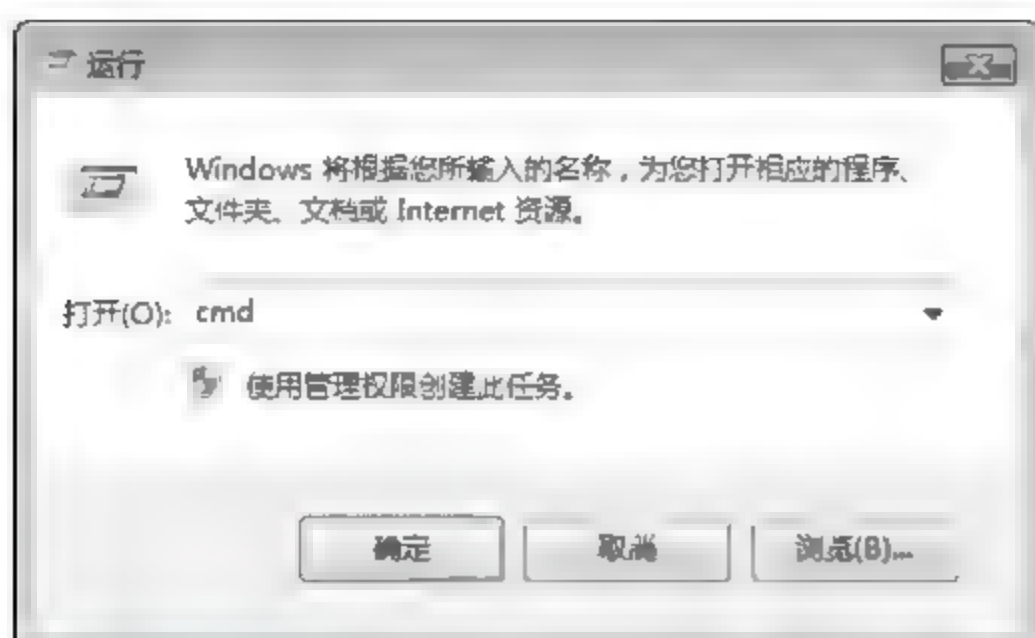 运行
Windows 将根据您所输入的名称，为您打开相应的程序、
文件夹、文档或 Internet 资源。
打开(O): cmd
使用管理权限创建此任务。
确定 取消 浏览(B)...